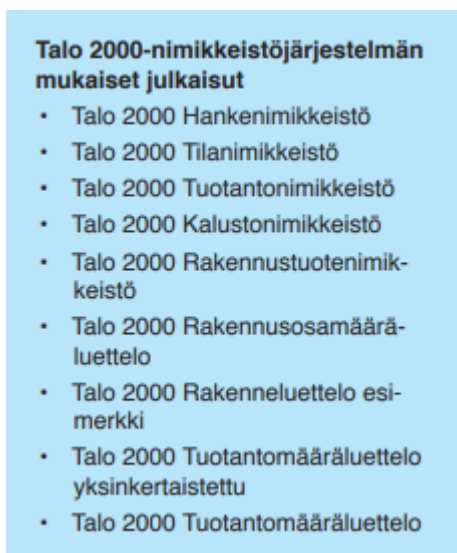 Talo 2000-nimikkeistöjärjestelmän
mukaiset julkaisut
• Talo 2000 Hankenimikkeistö
• Talo 2000 Tilanimikkeistö
• Talo 2000 Tuotantonimikkeistö
• Talo 2000 Kalustonimikkeistö
• Talo 2000 Rakennustuotenimik-
keistö
• Talo 2000 Rakennusosamäärä-
luettelo
• Talo 2000 Rakenneluettelo esi-
merkki
• Talo 2000 Tuotantomääräluettelo
yksinkertaistettu
• Talo 2000 Tuotantomääräluettelo